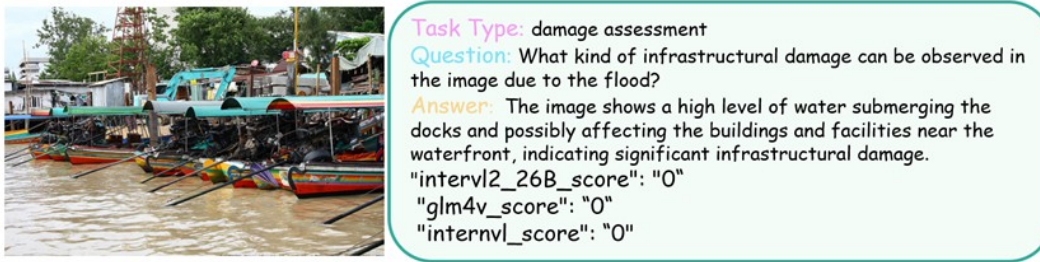 Task Type: damage assessment
Question: What kind of infrastructural damage can be observed in
the image due to the flood?
Answer: The image shows a high level of water submerging the
docks and possibly affecting the buildings and facilities near the
waterfront, indicating significant infrastructural damage.
"intervl2_26B_score": "0"
"glm4v_score": "0"
"internvl_score": "0"